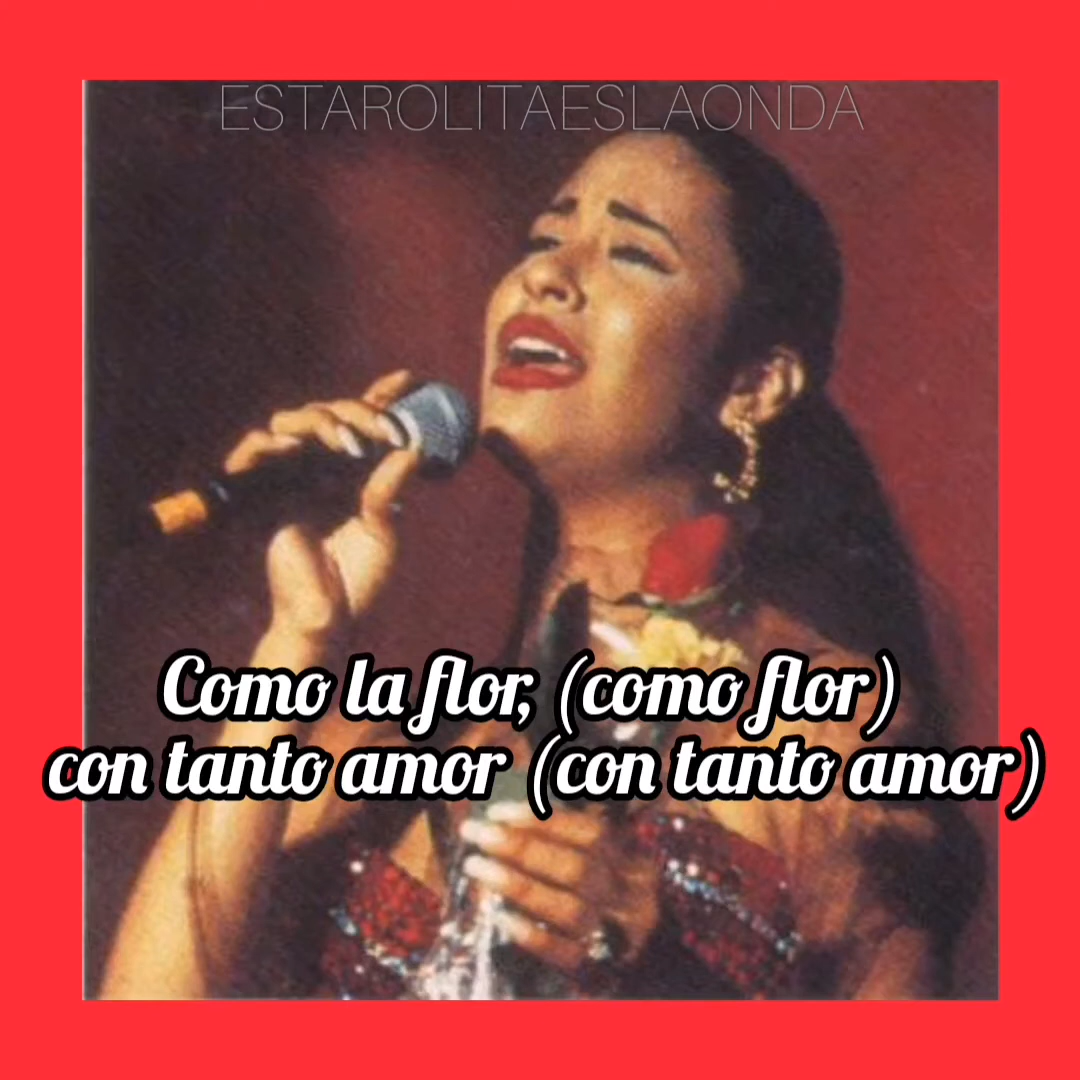 ESTAROLITAESLAONDA
Como la flor, (como flor)
con tanto amor (con tanto amor)